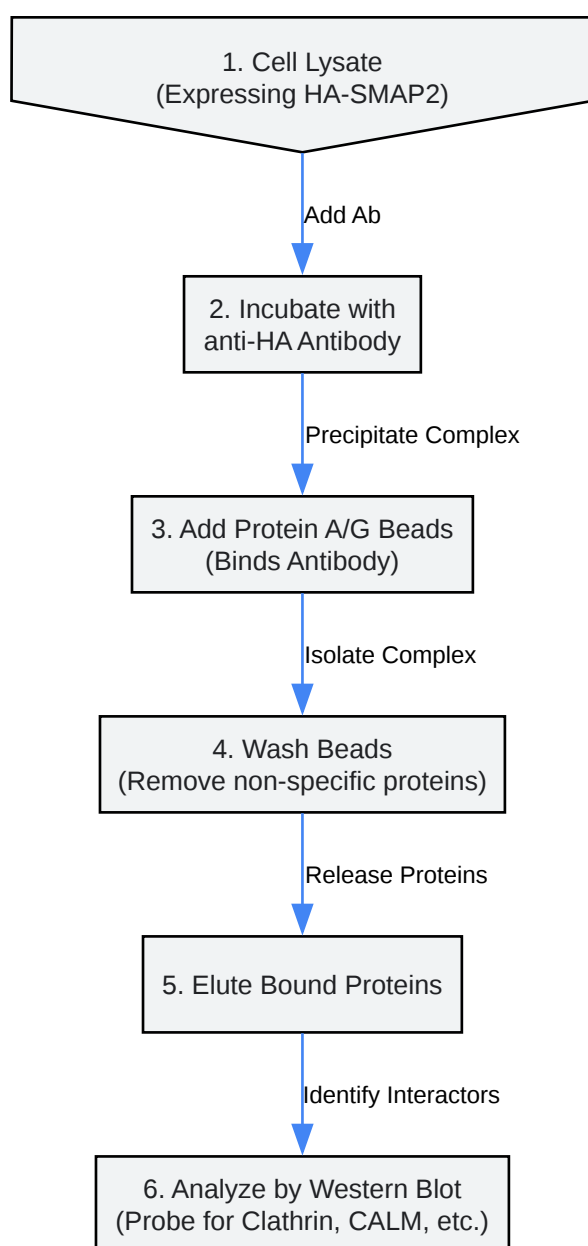 1. Cell Lysate
(Expressing HA-SMAP2)
Add Ab
2. Incubate with
anti-HA Antibody
Precipitate Complex
3. Add Protein A/G Beads
(Binds Antibody)
Isolate Complex
4. Wash Beads
(Remove non-specific proteins)
Release Proteins
5. Elute Bound Proteins
Identify Interactors
6. Analyze by Western Blot
(Probe for Clathrin, CALM, etc.)